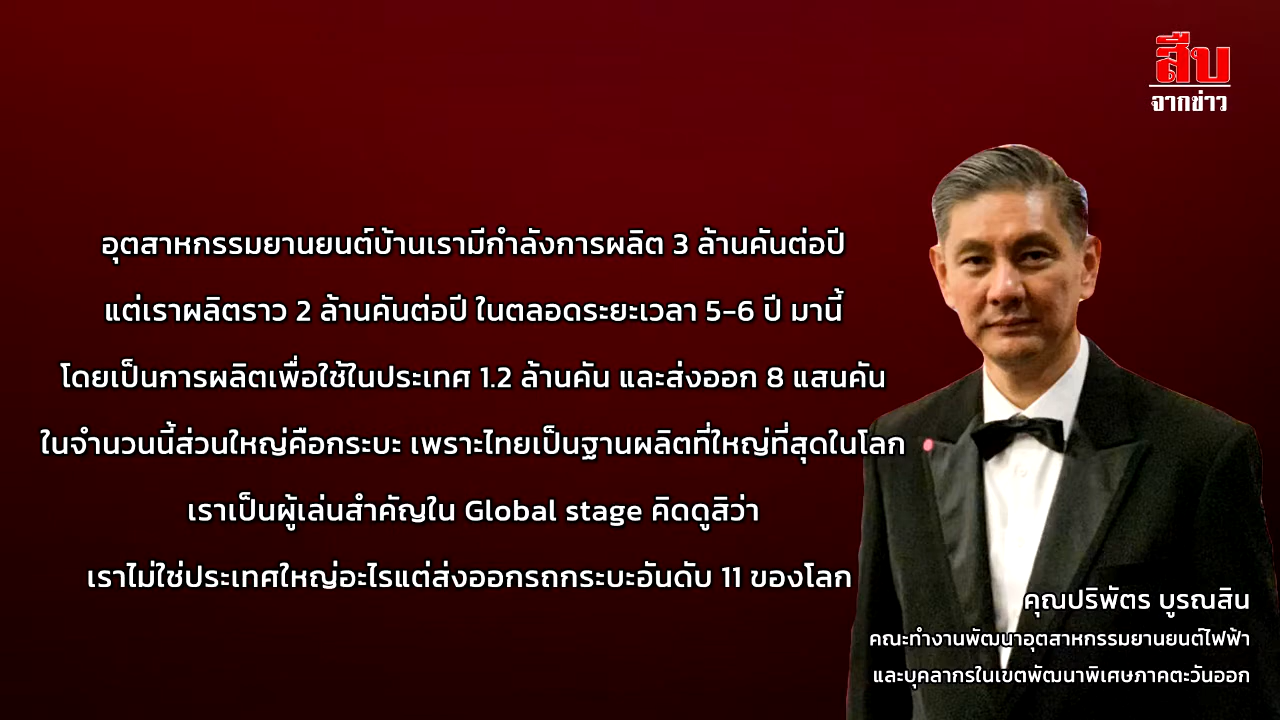 สืบ
จากข่าว
อุตสาหกรรมยานยนต์บ้านเรามีกำลังการผลิต 3 ล้านคันต่อปี
แต่เราผลิตราว 2 ล้านคันต่อปี ในตลอดระยะเวลา 5-6 ปี มานี้
โดยเป็นการผลิตเพื่อใช้ในประเทศ 1.2 ล้านคัน และส่งออก 8 แสนคัน
ในจำนวนนี้ส่วนใหญ่คือกระบะ เพราะไทยเป็นฐานผลิตที่ใหญ่ที่สุดในโลก
เราเป็นผู้เล่นสำคัญใน Global stage คิดดูสิว่า
เราไม่ใช่ประเทศใหญ่อะไรแต่ส่งออกรถกระบะอันดับ 11 ของโลก
คุณปริพัตร บูรณสิน
คณะทำงานพัฒนาอุตสาหกรรมยานยนต์ไฟฟ้า
และบุคลากรในเขตพัฒนาพิเศษภาคตะวันออก